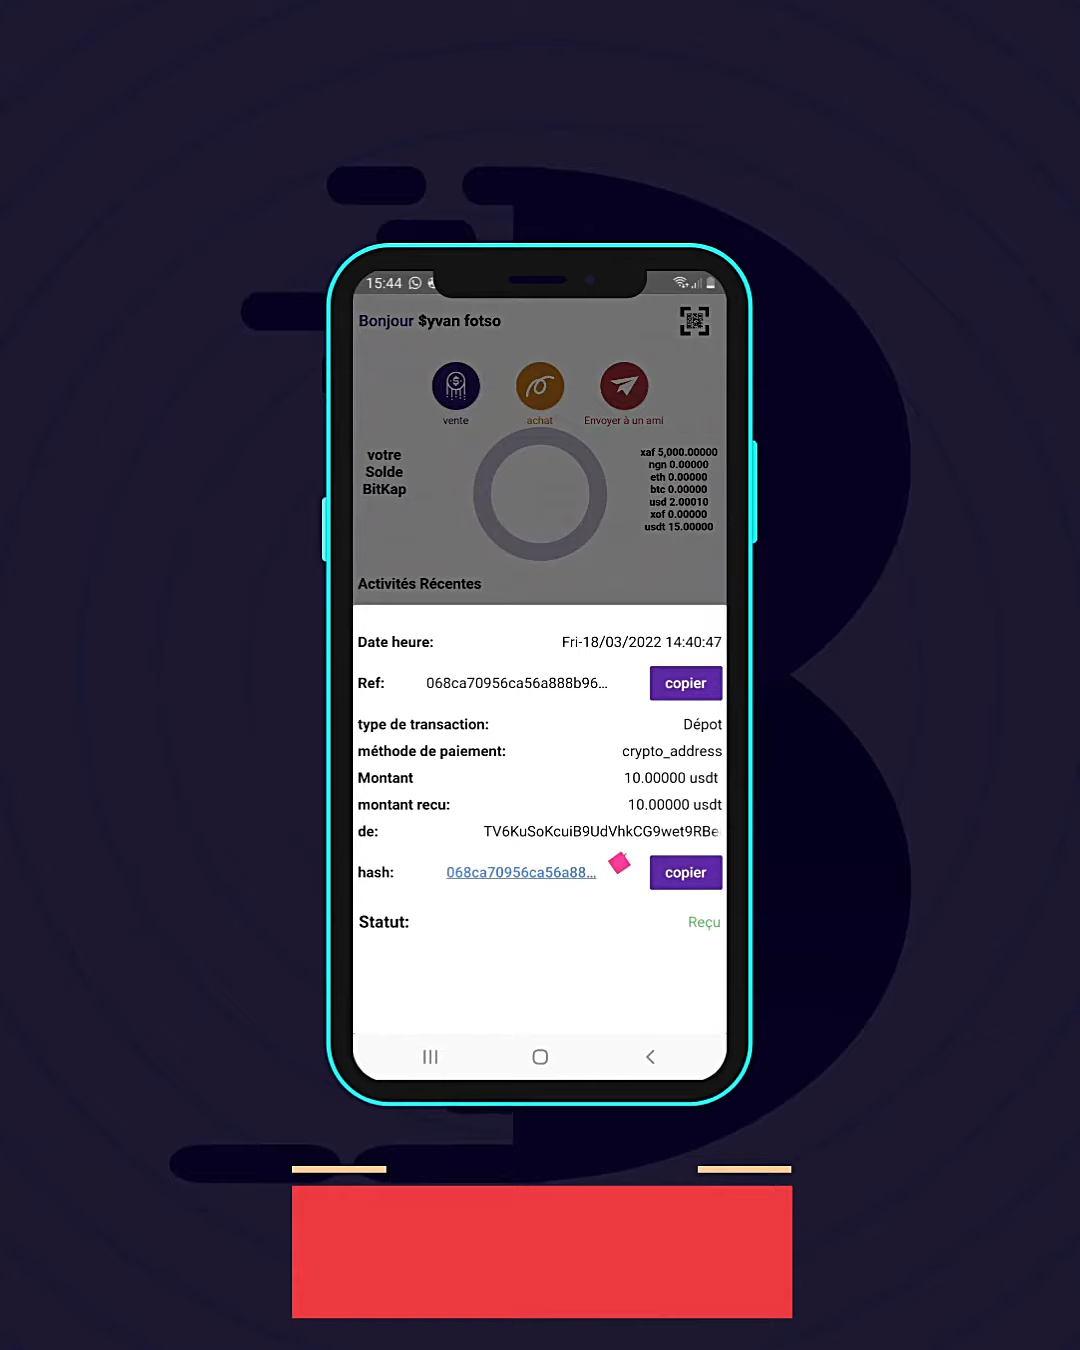 15:44
Bonjour $yvan fotso
vente
achat
Envoyer à un ami
votre
Solde
BitKap
xaf 5,000.00000
ngn 0.00000
eth 0.00000
btc 0.00000
usd 2.00010
xof 0.00000
usdt 15.00000
Activités Récentes
Date heure: Fri-18/03/2022 14:40:47
Ref: 068ca70956ca56a888b96... copier
type de transaction: Dépot
méthode de paiement: crypto_address
Montant 10.00000 usdt
montant recu: 10.00000 usdt
de: TV6KuSoKcuiB9UdVhkCG9wet9RBe
hash: 068ca70956ca56a88... copier
Statut: Reçu